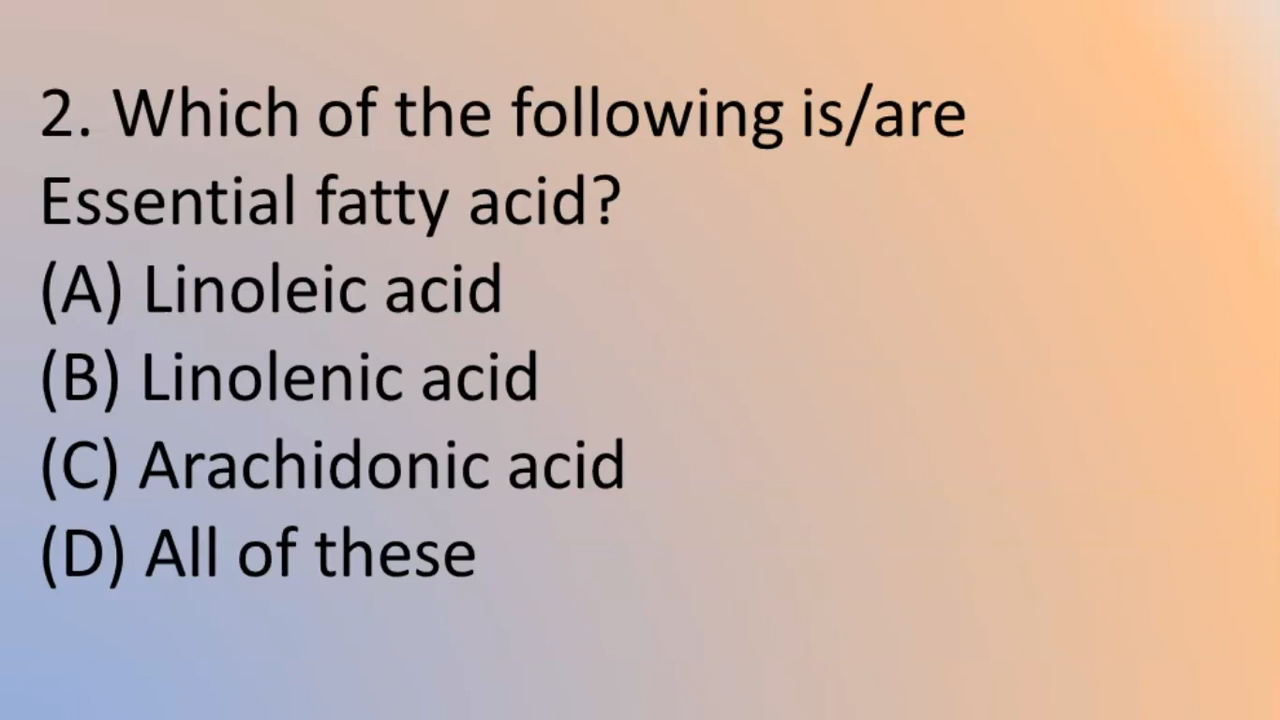 2. Which of the following is/are
Essential fatty acid?
(A) Linoleic acid
(B) Linolenic acid
(C) Arachidonic acid
(D) All of these